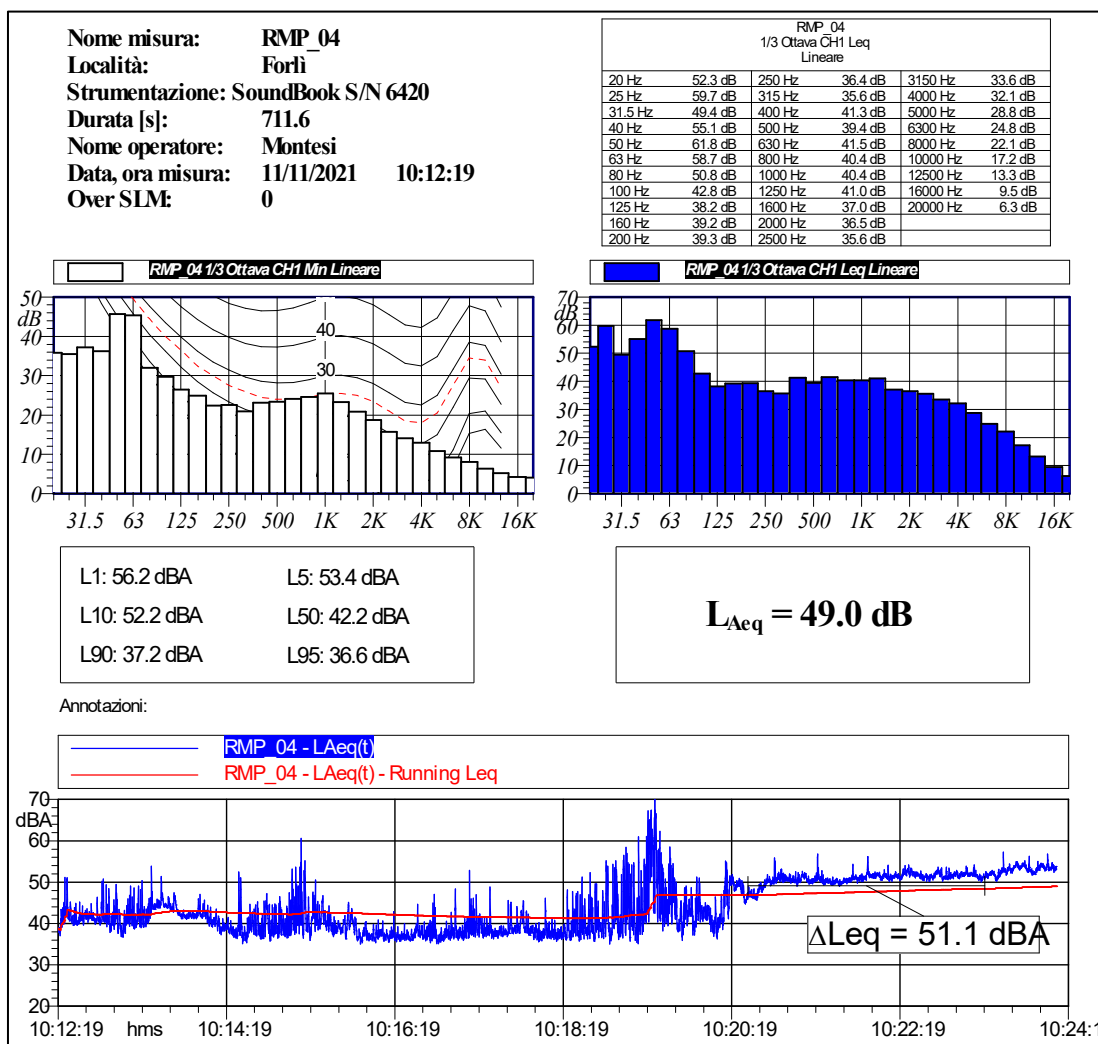 Nome misura: RMP_04
Località: Forlì
Strumentazione: SoundBook S/N 6420
Durata [s]: 711.6
Nome operatore: Montesi
Data, ora misura: 11/11/2021 10:12:19
Over SLM: 0
RMP_04
1/3 Ottava CH1 Leq
Lineare
20 Hz 52.3 dB 250 Hz 36.4 dB 3150 Hz 33.6 dB
25 Hz 59.7 dB 315 Hz 35.6 dB 4000 Hz 32.1 dB
31.5 Hz 49.4 dB 400 Hz 41.3 dB 5000 Hz 28.8 dB
40 Hz 55.1 dB 500 Hz 39.4 dB 6300 Hz 24.8 dB
50 Hz 61.8 dB 630 Hz 41.5 dB 8000 Hz 22.1 dB
63 Hz 58.7 dB 800 Hz 40.4 dB 10000 Hz 17.2 dB
80 Hz 50.8 dB 1000 Hz 40.4 dB 12500 Hz 13.3 dB
100 Hz 42.8 dB 1250 Hz 41.0 dB 16000 Hz 9.5 dB
125 Hz 38.2 dB 1600 Hz 37.0 dB 20000 Hz 6.3 dB
160 Hz 39.2 dB 2000 Hz 36.5 dB
200 Hz 39.3 dB 2500 Hz 35.6 dB
RMP_04 1/3 Ottava CH1 Min Lineare
50
dB
40
30
20
10
0
40
30
31.5 63 125 250 500 1K 2K 4K 8K 16K
RMP_04 1/3 Ottava CH1 Leq Lineare
70
dB
60
50
40
30
20
10
0
31.5 63 125 250 500 1K 2K 4K 8K 16K
L1: 56.2 dBA L5: 53.4 dBA
L10: 52.2 dBA L50: 42.2 dBA
L90: 37.2 dBA L95: 36.6 dBA
LAeq = 49.0 dB
Annotazioni:
RMP_04 - LAeq(t)
RMP_04 - LAeq(t) - Running Leq
70
dBA
60
50
40
30
20
ΔLeq = 51.1 dBA
10:12:19 hms 10:14:19 10:16:19 10:18:19 10:20:19 10:22:19 10:24:1